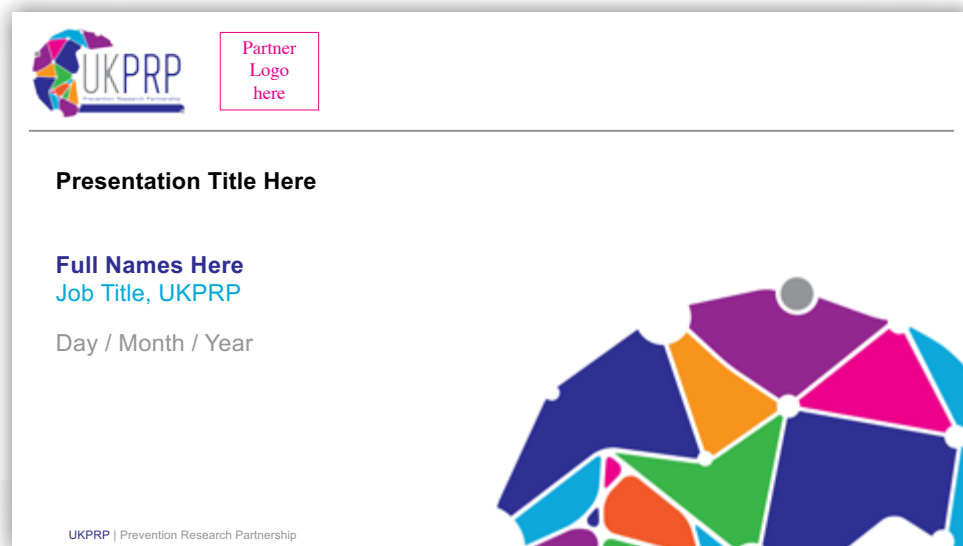 UKPRP
Prevention Research Partnership
Partner
Logo
here
Presentation Title Here
Full Names Here
Job Title, UKPRP
Day / Month / Year
UKPRP | Prevention Research Partnership